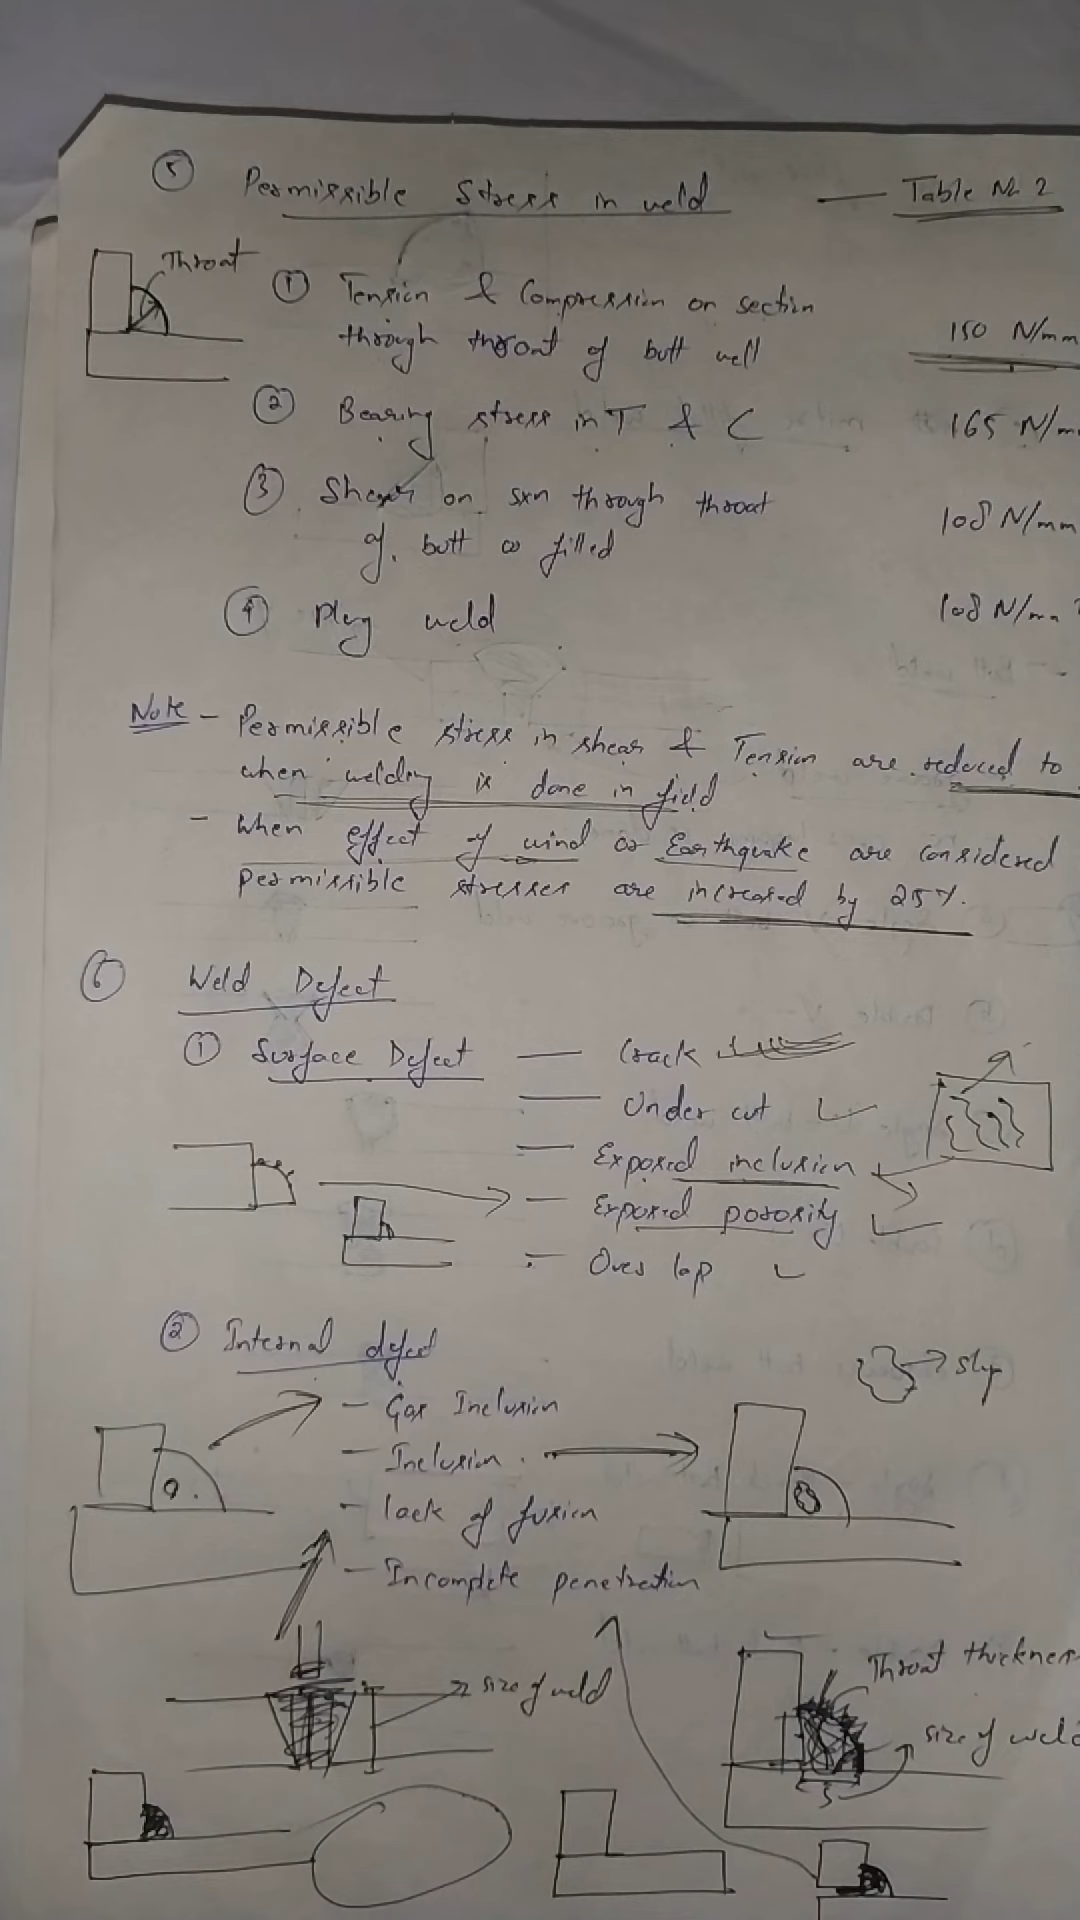 5 Permissible Stress in weld — Table No 2
Throat
1 Tension & Compression on section
through throat of butt well 150 N/mm
2 Bearing stress in T & C 165 N/m
3 Shear on sxn through throat
of butt or filled 108 N/mm
4 Plug weld 108 N/mm
Note - Permissible stress in shear & Tension are reduced to
when welding is done in field
- when effect of wind or Earthquake are considered
permissible stresses are increased by 25%.
6 Weld Defect
1 Surface Defect — Crack
— Under cut
— Exposed inclusion
— Exposed porosity
— Over lap
2 Internal defect
- Gas Inclusion
- Inclusion
- lack of fusion
- Incomplete penetration
size of weld
Throat thickness
size of weld
S